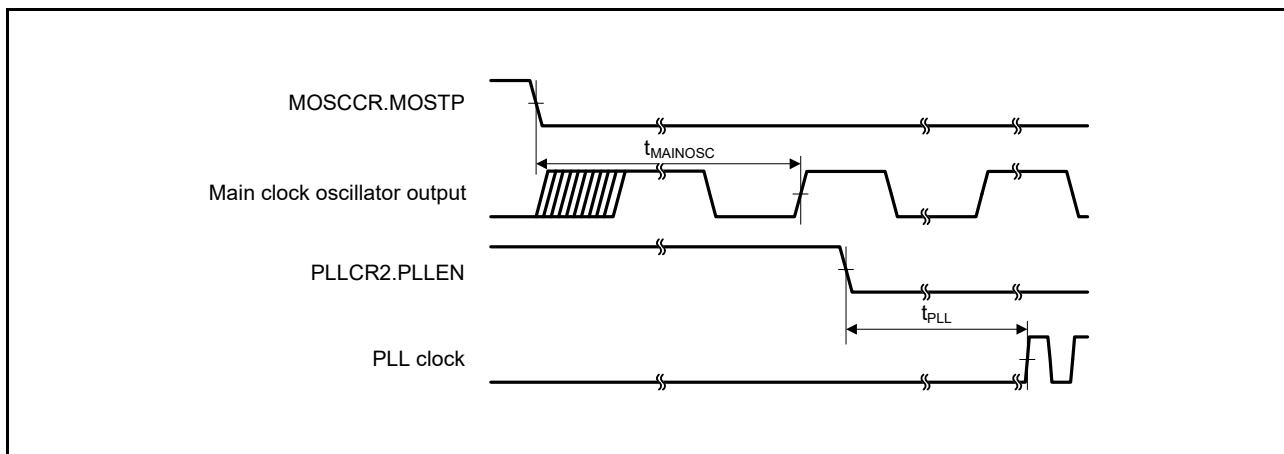 MOSCCR.MOSTP
tMAINOSC
Main clock oscillator output
PLLCR2.PLLEN
tPLL
PLL clock